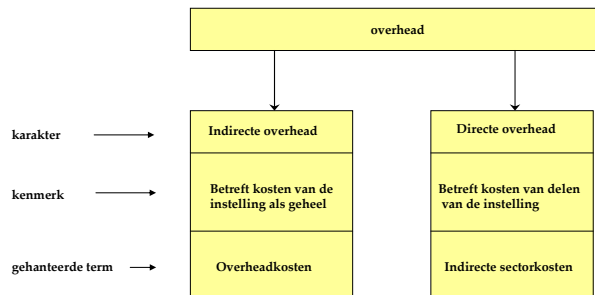 overhead
karakter
Indirecte overhead
Directe overhead
kenmerk
Betreft kosten van de
instelling als geheel
Betreft kosten van delen
van de instelling
gehanteerde term
Overheadkosten
Indirecte sectorkosten